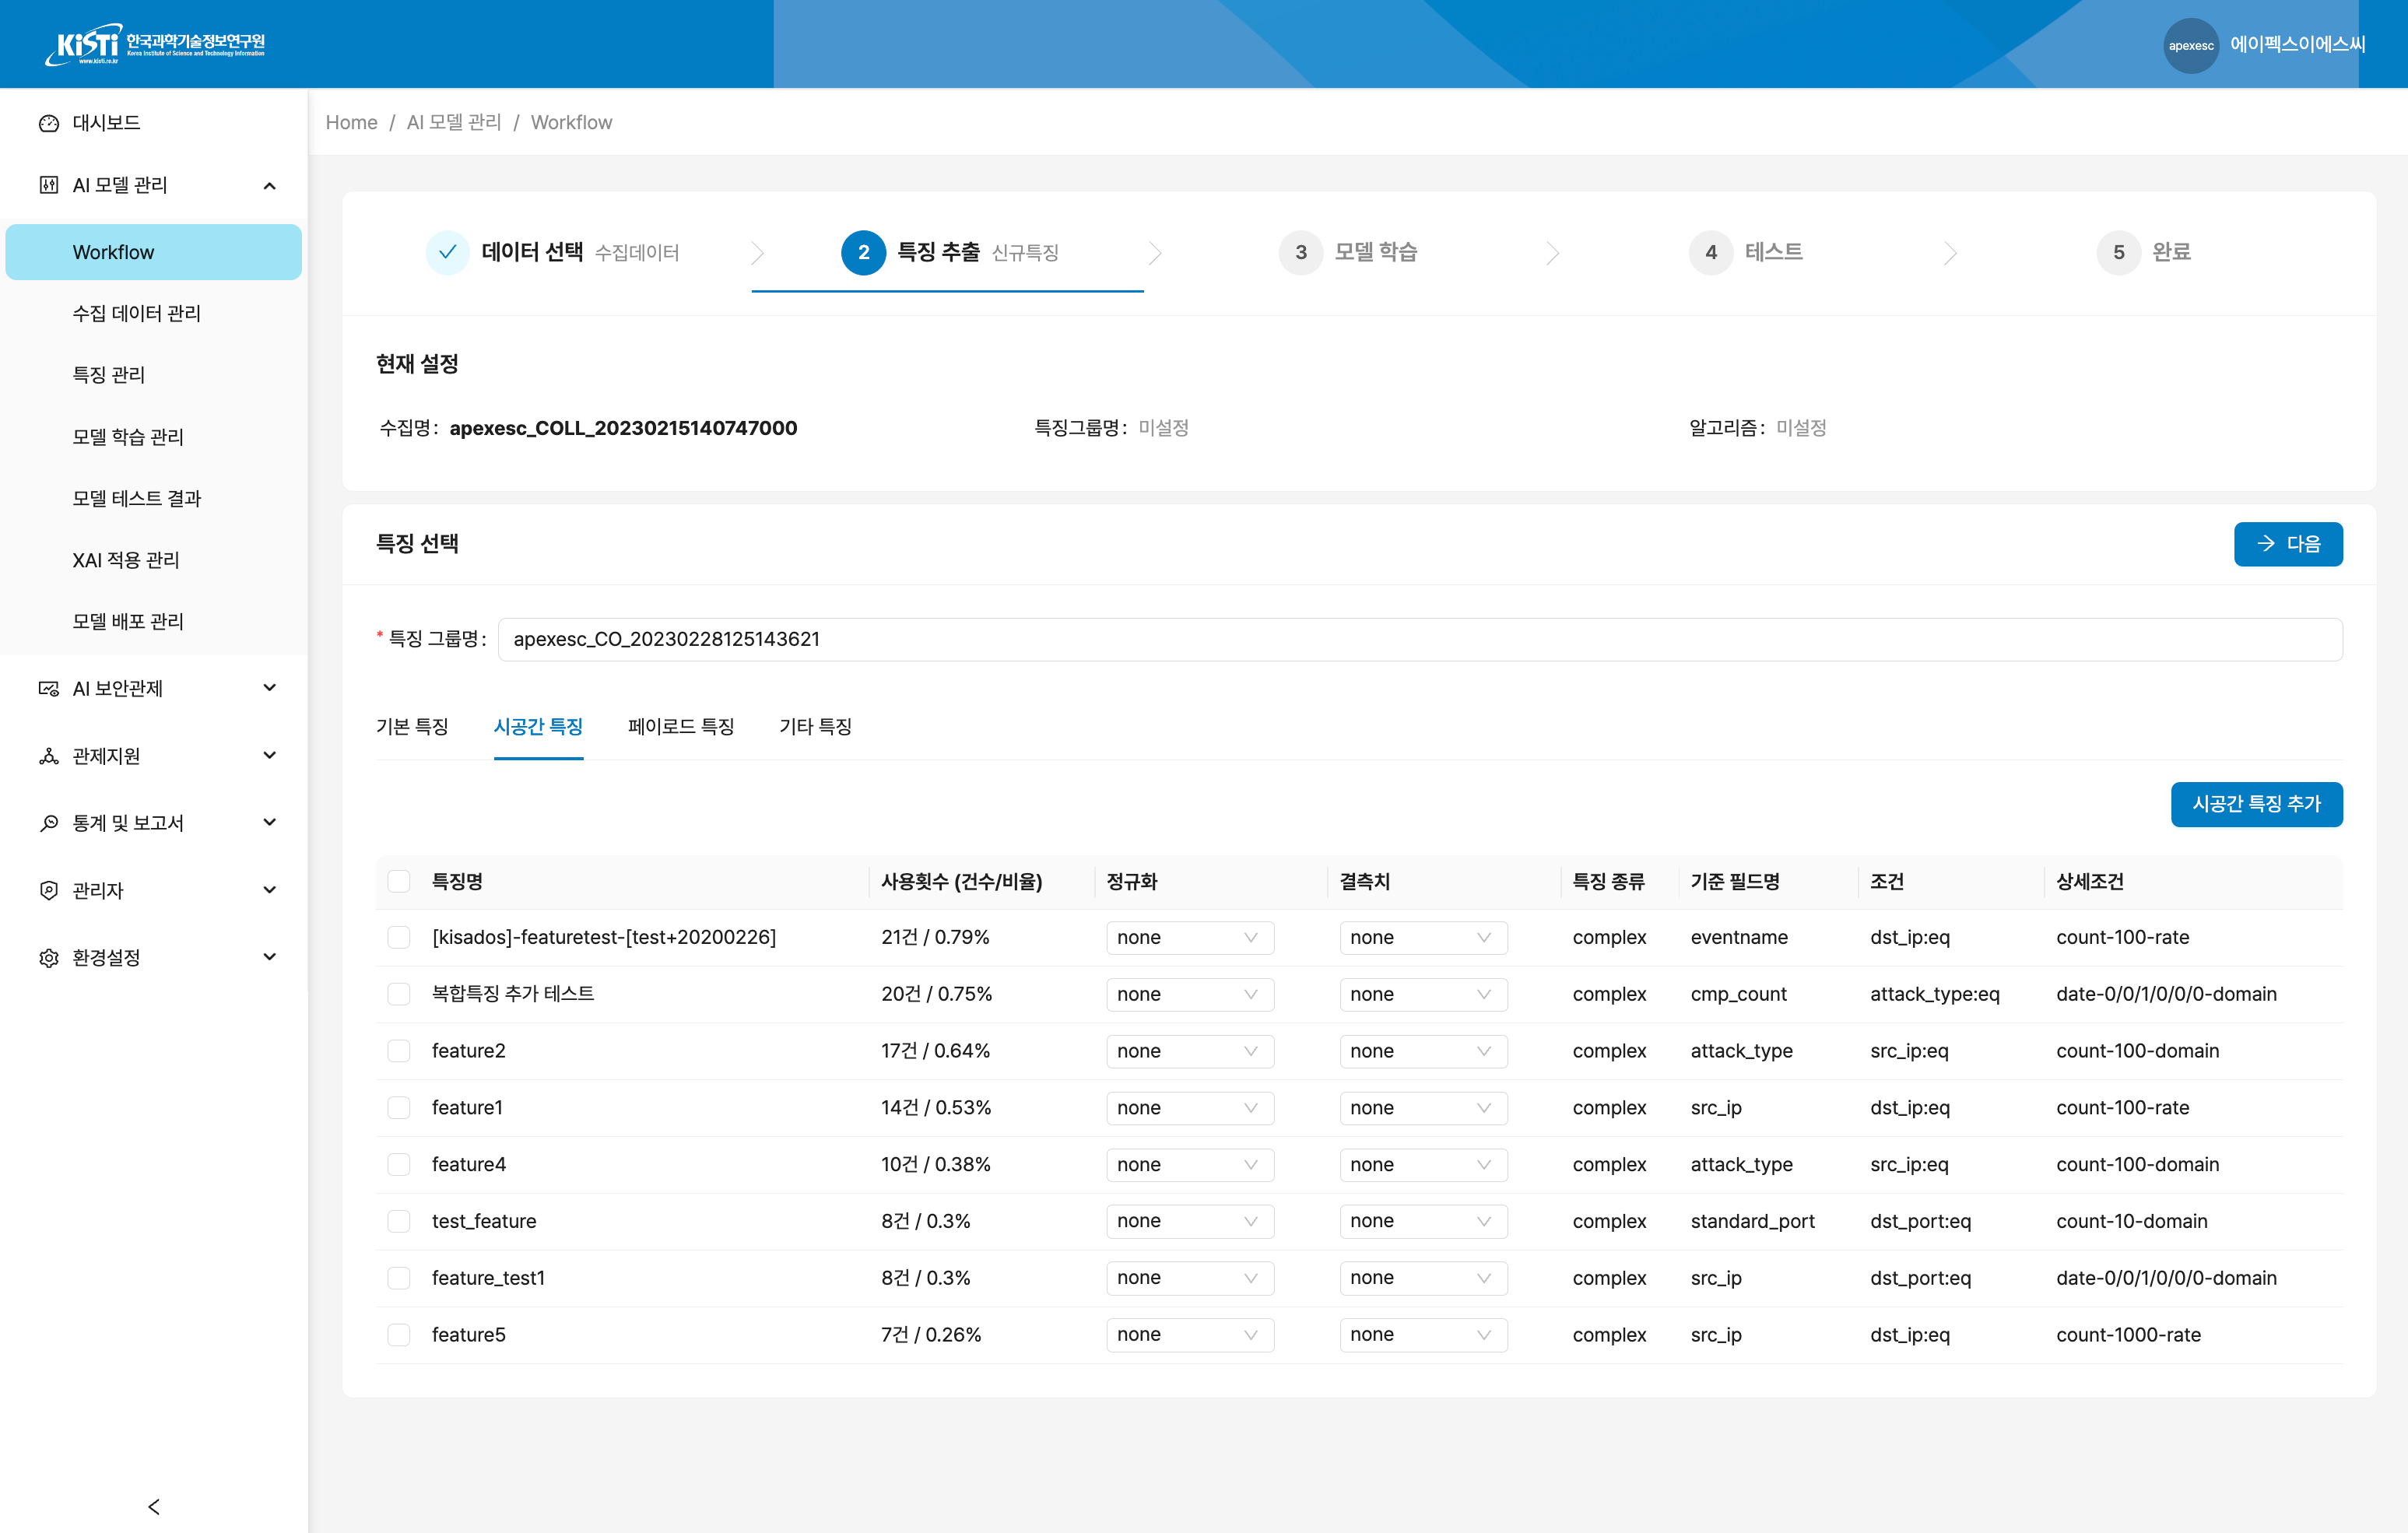 KiSTi 한국과학기술정보연구원
Korea Institute of Science and Technology Information
www.kisti.re.kr
apexesc 에이펙스이에스씨
대시보드
AI 모델 관리
Workflow
수집 데이터 관리
특징 관리
모델 학습 관리
모델 테스트 결과
XAI 적용 관리
모델 배포 관리
AI 보안관제
관제지원
통계 및 보고서
관리자
환경설정
Home / AI 모델 관리 / Workflow
데이터 선택 수집데이터
2 특징 추출 신규특징
3 모델 학습
4 테스트
5 완료
현재 설정
수집명: apexesc_COLL_20230215140747000 특징그룹명: 미설정 알고리즘: 미설정
특징 선택
다음
* 특징 그룹명: apexesc_CO_20230228125143621
기본 특징 시공간 특징 페이로드 특징 기타 특징
시공간 특징 추가
특징명 사용횟수 (건수/비율) 정규화 결측치 특징 종류 기준 필드명 조건 상세조건
[kisados]-featuretest-[test+20200226] 21건 / 0.79% none none complex eventname dst_ip:eq count-100-rate
복합특징 추가 테스트 20건 / 0.75% none none complex cmp_count attack_type:eq date-0/0/1/0/0/0-domain
feature2 17건 / 0.64% none none complex attack_type src_ip:eq count-100-domain
feature1 14건 / 0.53% none none complex src_ip dst_ip:eq count-100-rate
feature4 10건 / 0.38% none none complex attack_type src_ip:eq count-100-domain
test_feature 8건 / 0.3% none none complex standard_port dst_port:eq count-10-domain
feature_test1 8건 / 0.3% none none complex src_ip dst_port:eq date-0/0/1/0/0/0-domain
feature5 7건 / 0.26% none none complex src_ip dst_ip:eq count-1000-rate